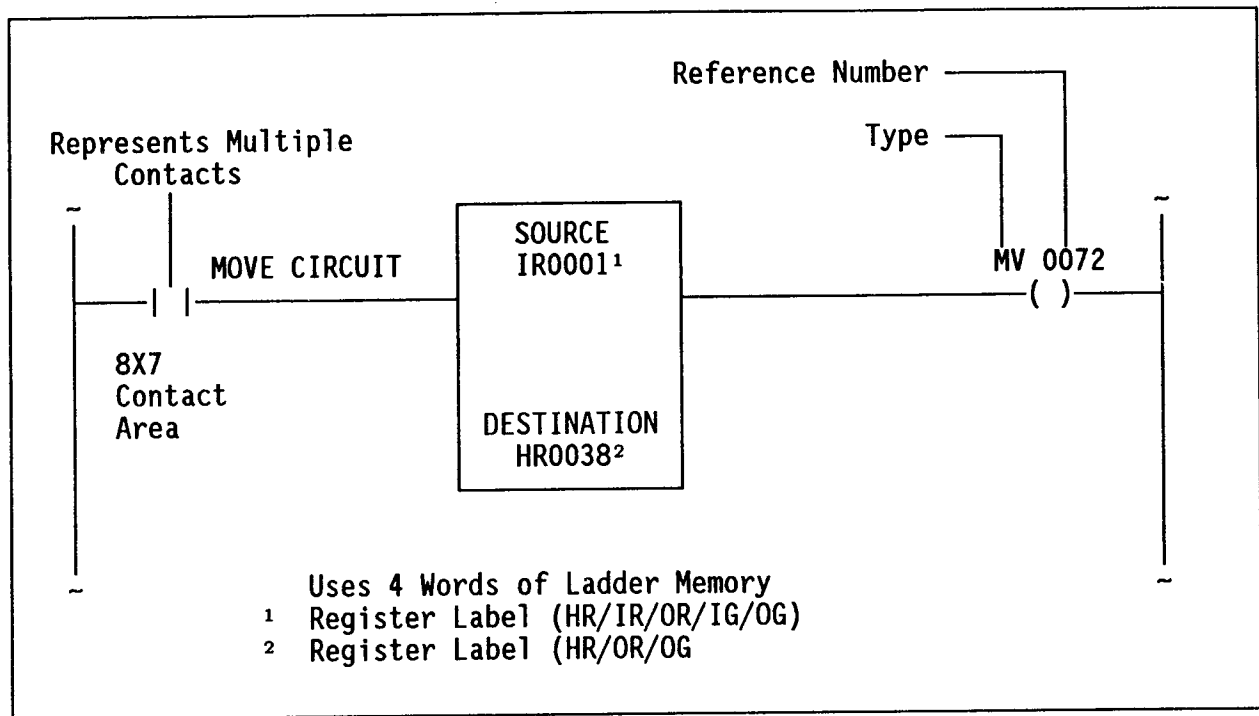 Reference Number
Type
Represents Multiple
Contacts
MOVE CIRCUIT
8X7
Contact
Area
SOURCE
IR0001¹
DESTINATION
HR0038²
MV 0072
Uses 4 Words of Ladder Memory
¹ Register Label (HR/IR/OR/IG/OG)
² Register Label (HR/OR/OG